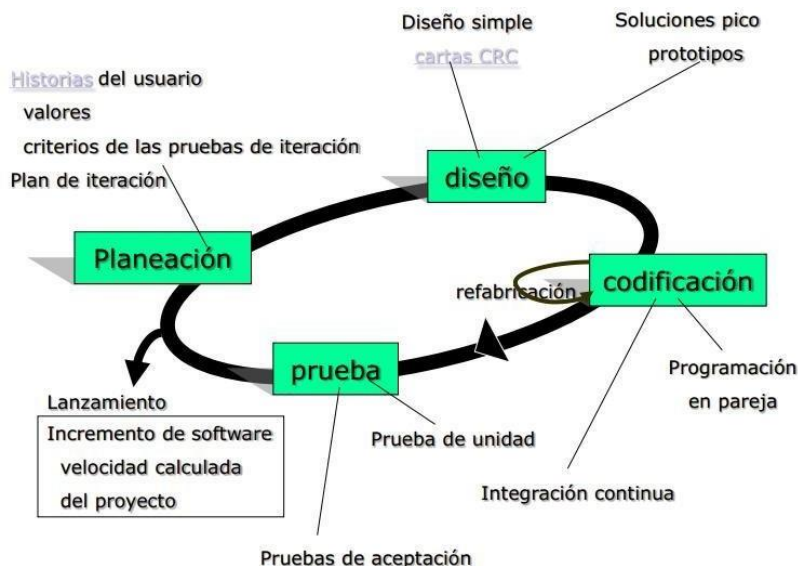 Diseño simple
cartas CRC
Soluciones pico
prototipos
Historias del usuario
valores
criterios de las pruebas de iteración
Plan de iteración
diseño
Planeación
refabricación
codificación
prueba
Programación
en pareja
Lanzamiento
Incremento de software
velocidad calculada
del proyecto
Prueba de unidad
Integración continua
Pruebas de aceptación